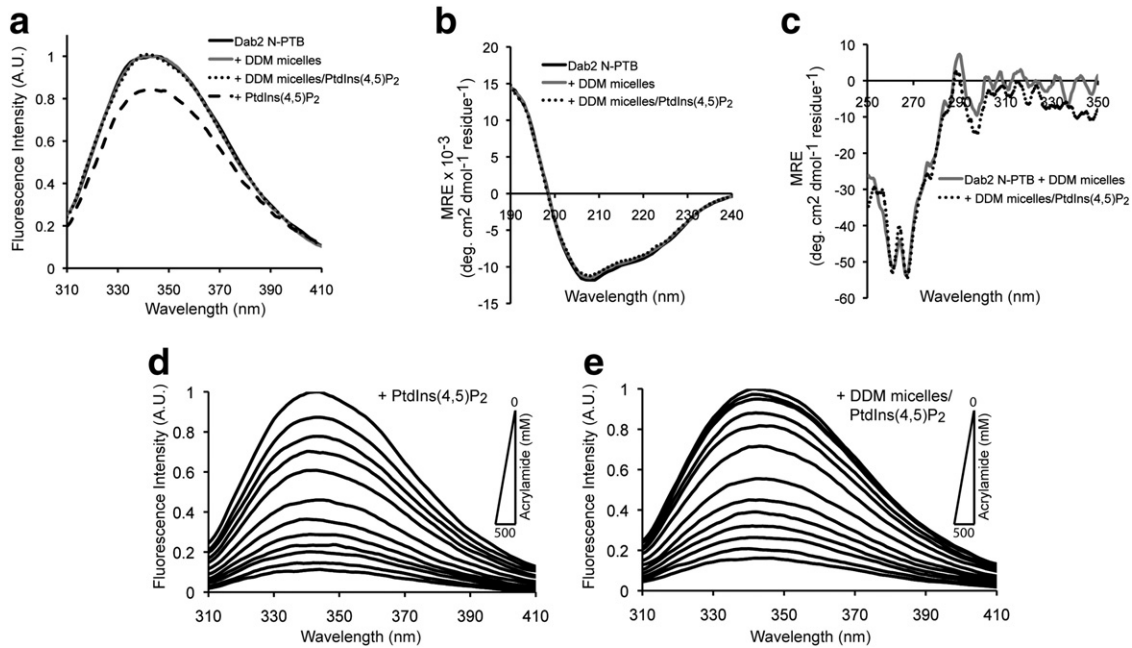 a
Fluorescence Intensity (A.U.)
1.2
1
0.8
0.6
0.4
0.2
0
310 330 350 370 390 410
Wavelength (nm)
Dab2 N-PTB
+ DDM micelles
+ DDM micelles/PtdIns(4,5)P2
+ PtdIns(4,5)P2
b
MRE x 10-3
(deg. cm2 dmol-1 residue-1)
20
15
10
5
0
-5
-10
-15
190 200 210 220 230 240
Wavelength (nm)
Dab2 N-PTB
+ DDM micelles
+ DDM micelles/PtdIns(4,5)P2
c
MRE
(deg. cm2 dmol-1 residue-1)
10
0
-10
-20
-30
-40
-50
-60
250 270 290 310 330 350
Wavelength (nm)
Dab2 N-PTB + DDM micelles
+ DDM micelles/PtdIns(4,5)P2
d
Fluorescence Intensity (A.U.)
1
0.8
0.6
0.4
0.2
0
310 330 350 370 390 410
Wavelength (nm)
+ PtdIns(4,5)P2
0
Acrylamide (mM)
500
e
Fluorescence Intensity (A.U.)
1
0.8
0.6
0.4
0.2
0
310 330 350 370 390 410
Wavelength (nm)
+ DDM micelles/
PtdIns(4,5)P2
0
Acrylamide (mM)
500